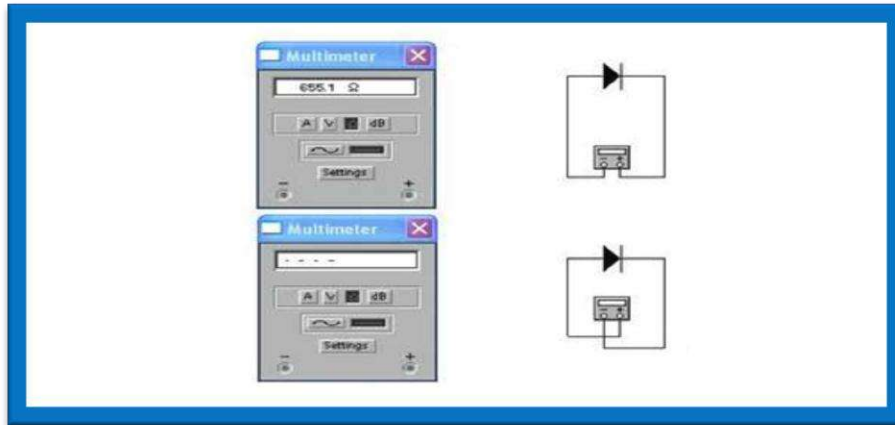 Multimeter
655.1 Ω
A V Ω dB
Settings
− +
− +
Multimeter
- - - -
A V Ω dB
Settings
− +
− +